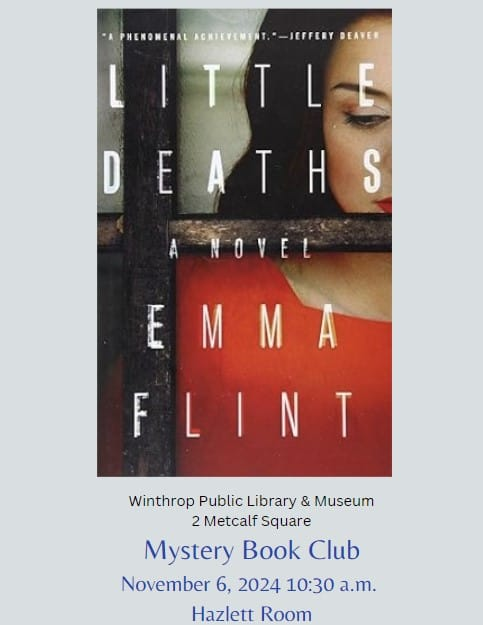 "A PHENOMENAL ACHIEVEMENT."—JEFFERY DEAVER
LITTLE
DEATHS
A NOVEL
EMMA
FLINT
Winthrop Public Library & Museum
2 Metcalf Square
Mystery Book Club
November 6, 2024 10:30 a.m.
Hazlett Room